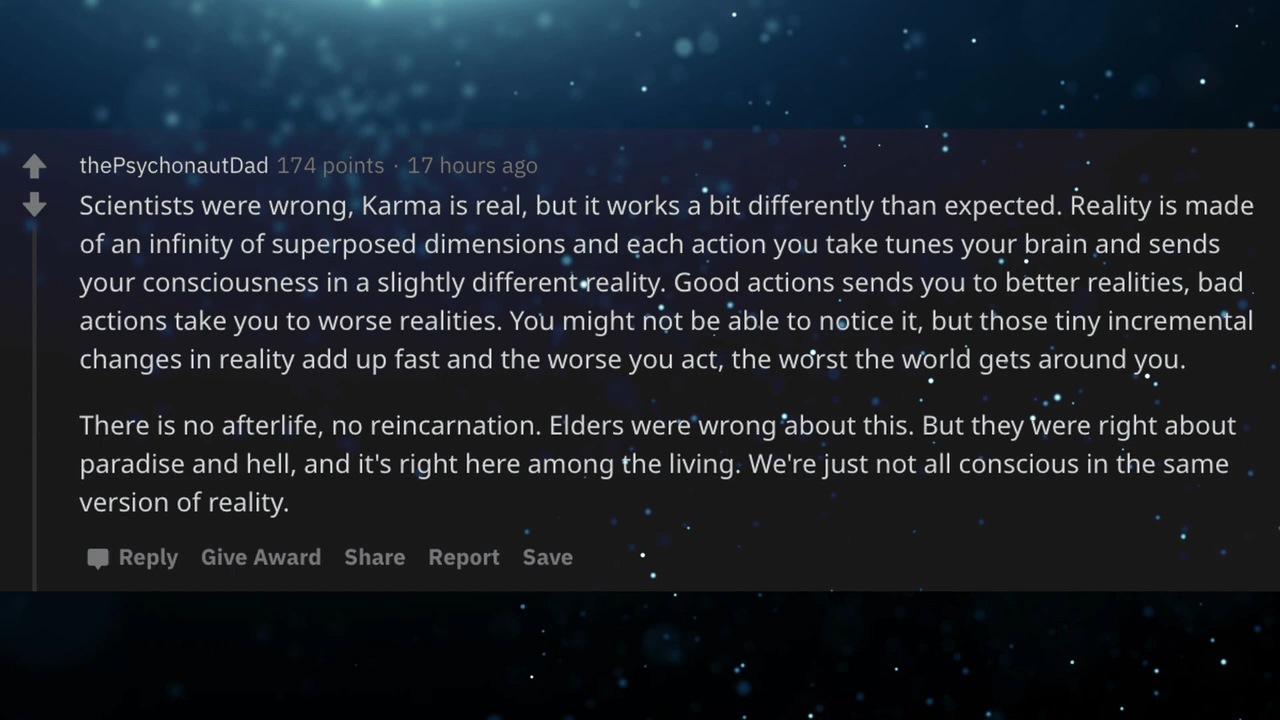 thePsychonautDad 174 points · 17 hours ago
Scientists were wrong, Karma is real, but it works a bit differently than expected. Reality is made
of an infinity of superposed dimensions and each action you take tunes your brain and sends
your consciousness in a slightly different reality. Good actions sends you to better realities, bad
actions take you to worse realities. You might not be able to notice it, but those tiny incremental
changes in reality add up fast and the worse you act, the worst the world gets around you.
There is no afterlife, no reincarnation. Elders were wrong about this. But they were right about
paradise and hell, and it's right here among the living. We're just not all conscious in the same
version of reality.
Reply Give Award Share Report Save